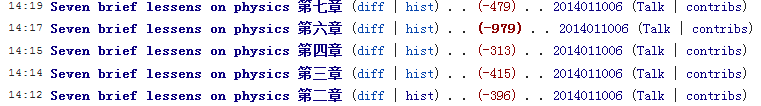 14:19 Seven brief lessens on physics 第七章 (diff | hist) . . (-479) . . 2014011006 (Talk | contribs)
14:17 Seven brief lessens on physics 第六章 (diff | hist) . . (-979) . . 2014011006 (Talk | contribs)
14:15 Seven brief lessens on physics 第四章 (diff | hist) . . (-313) . . 2014011006 (Talk | contribs)
14:14 Seven brief lessens on physics 第三章 (diff | hist) . . (-415) . . 2014011006 (Talk | contribs)
14:12 Seven brief lessens on physics 第二章 (diff | hist) . . (-396) . . 2014011006 (Talk | contribs)